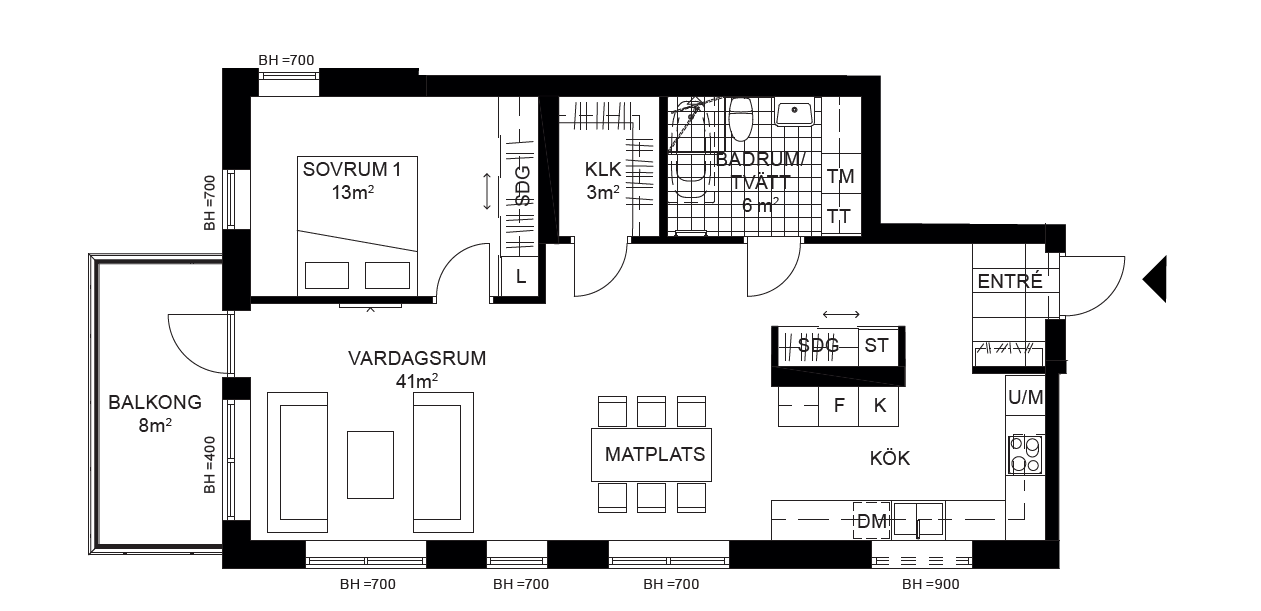 BH =700
SOVRUM 1
13m²
SDG
L
KLK
3m²
BADRUM/
TVÄTT
6 m²
TM
TT
BH =700
ENTRÉ
SDG
ST
VARDAGSRUM
41m²
BALKONG
8m²
BH =400
F
K
U/M
MATPLATS
KÖK
DM
BH =700
BH =700
BH =700
BH =900